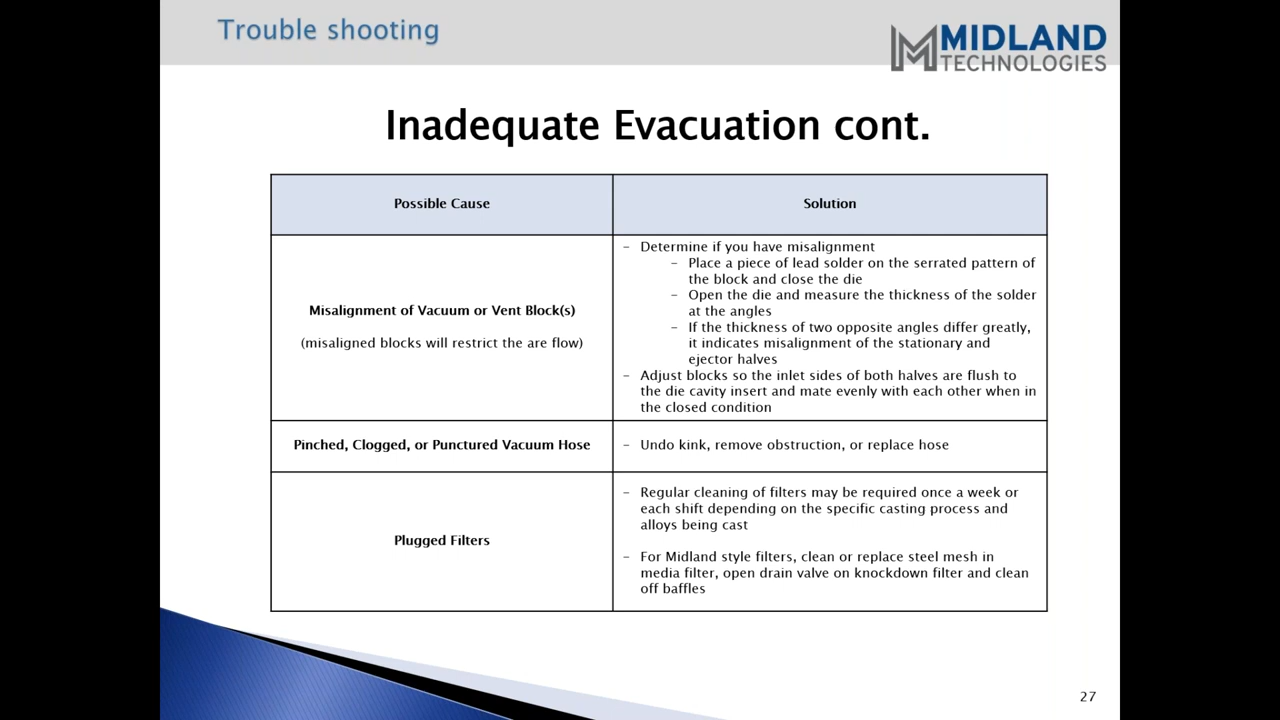 Trouble shooting
MIDLAND
TECHNOLOGIES
Inadequate Evacuation cont.
Possible Cause
Solution
Misalignment of Vacuum or Vent Block(s)
(misaligned blocks will restrict the are flow)
– Determine if you have misalignment
– Place a piece of lead solder on the serrated pattern of
the block and close the die
– Open the die and measure the thickness of the solder
at the angles
– If the thickness of two opposite angles differ greatly,
it indicates misalignment of the stationary and
ejector halves
– Adjust blocks so the inlet sides of both halves are flush to
the die cavity insert and mate evenly with each other when in
the closed condition
Pinched, Clogged, or Punctured Vacuum Hose
– Undo kink, remove obstruction, or replace hose
Plugged Filters
– Regular cleaning of filters may be required once a week or
each shift depending on the specific casting process and
alloys being cast
– For Midland style filters, clean or replace steel mesh in
media filter, open drain valve on knockdown filter and clean
off baffles
27